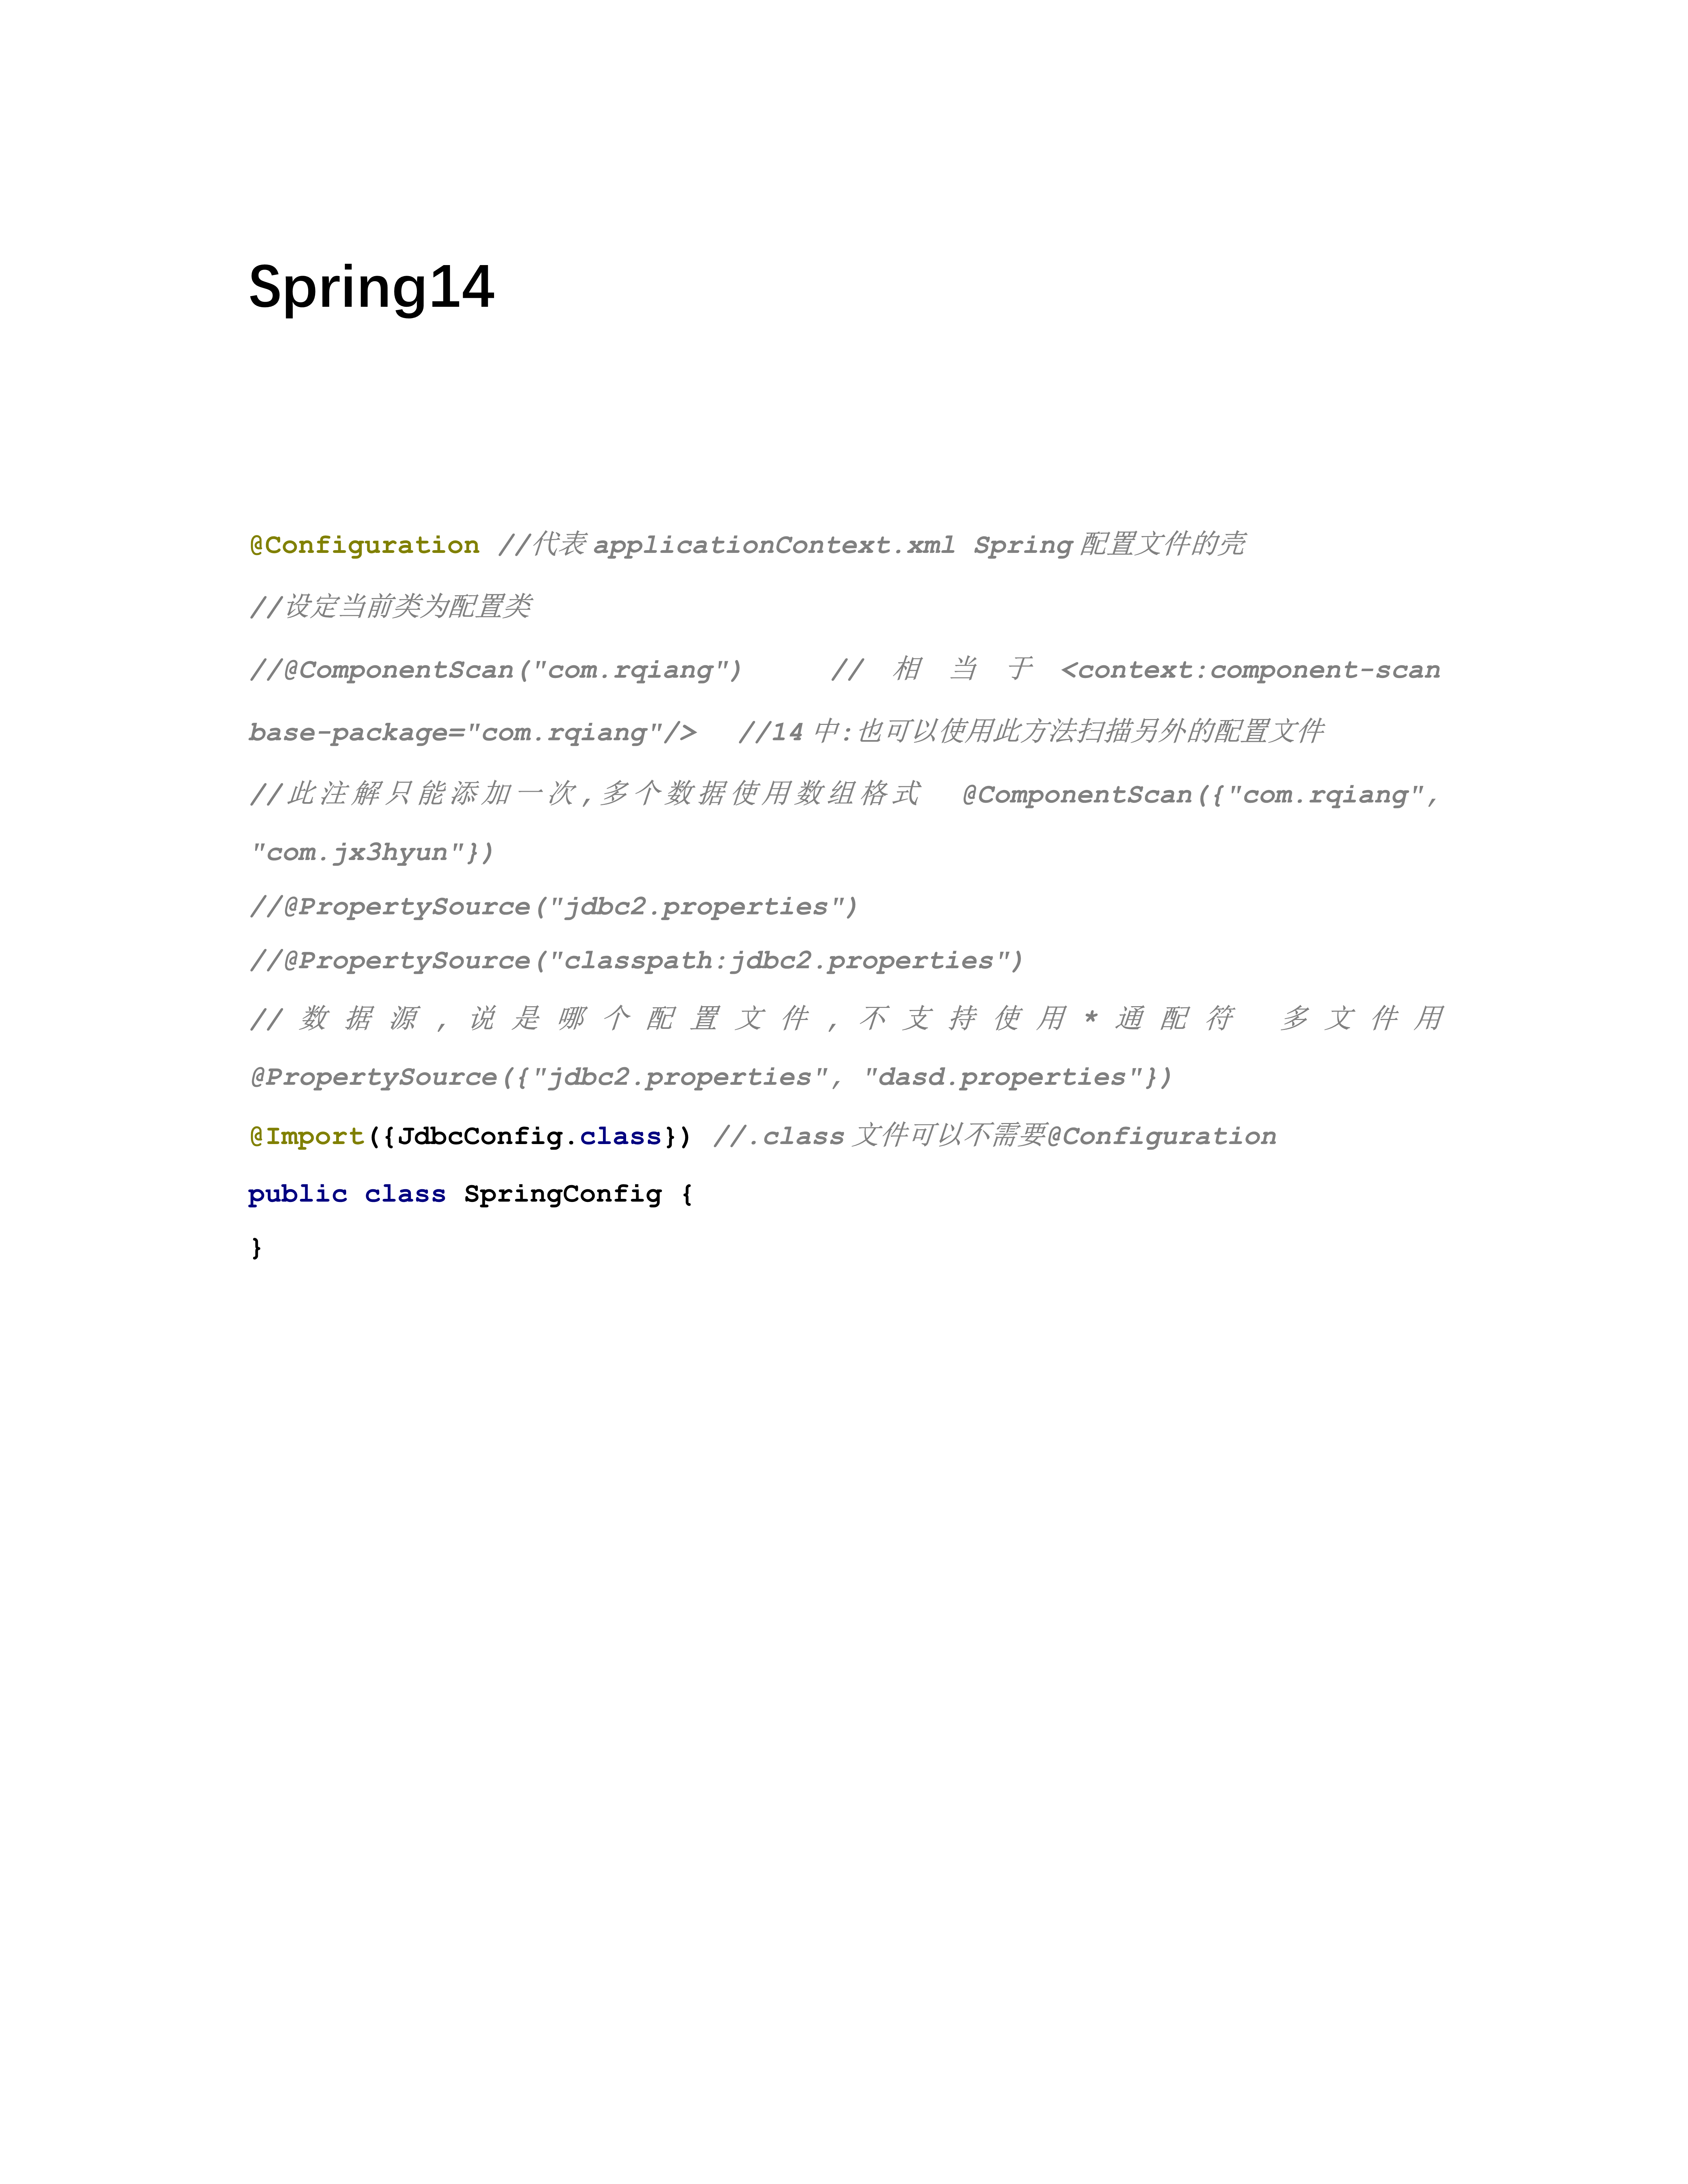 Spring14
@Configuration //代表 applicationContext.xml Spring 配置文件的壳
//设定当前类为配置类
//@ComponentScan("com.rqiang") //相当于<context:component-scan
base-package="com.rqiang"/> //14 中:也可以使用此方法扫描另外的配置文件
//此注解只能添加一次,多个数据使用数组格式 @ComponentScan({"com.rqiang",
"com.jx3hyun"})
//@PropertySource("jdbc2.properties")
//@PropertySource("classpath:jdbc2.properties")
//数据源,说是哪个配置文件,不支持使用*通配符 多文件用
@PropertySource({"jdbc2.properties", "dasd.properties"})
@Import({JdbcConfig.class}) //.class 文件可以不需要@Configuration
public class SpringConfig {
}